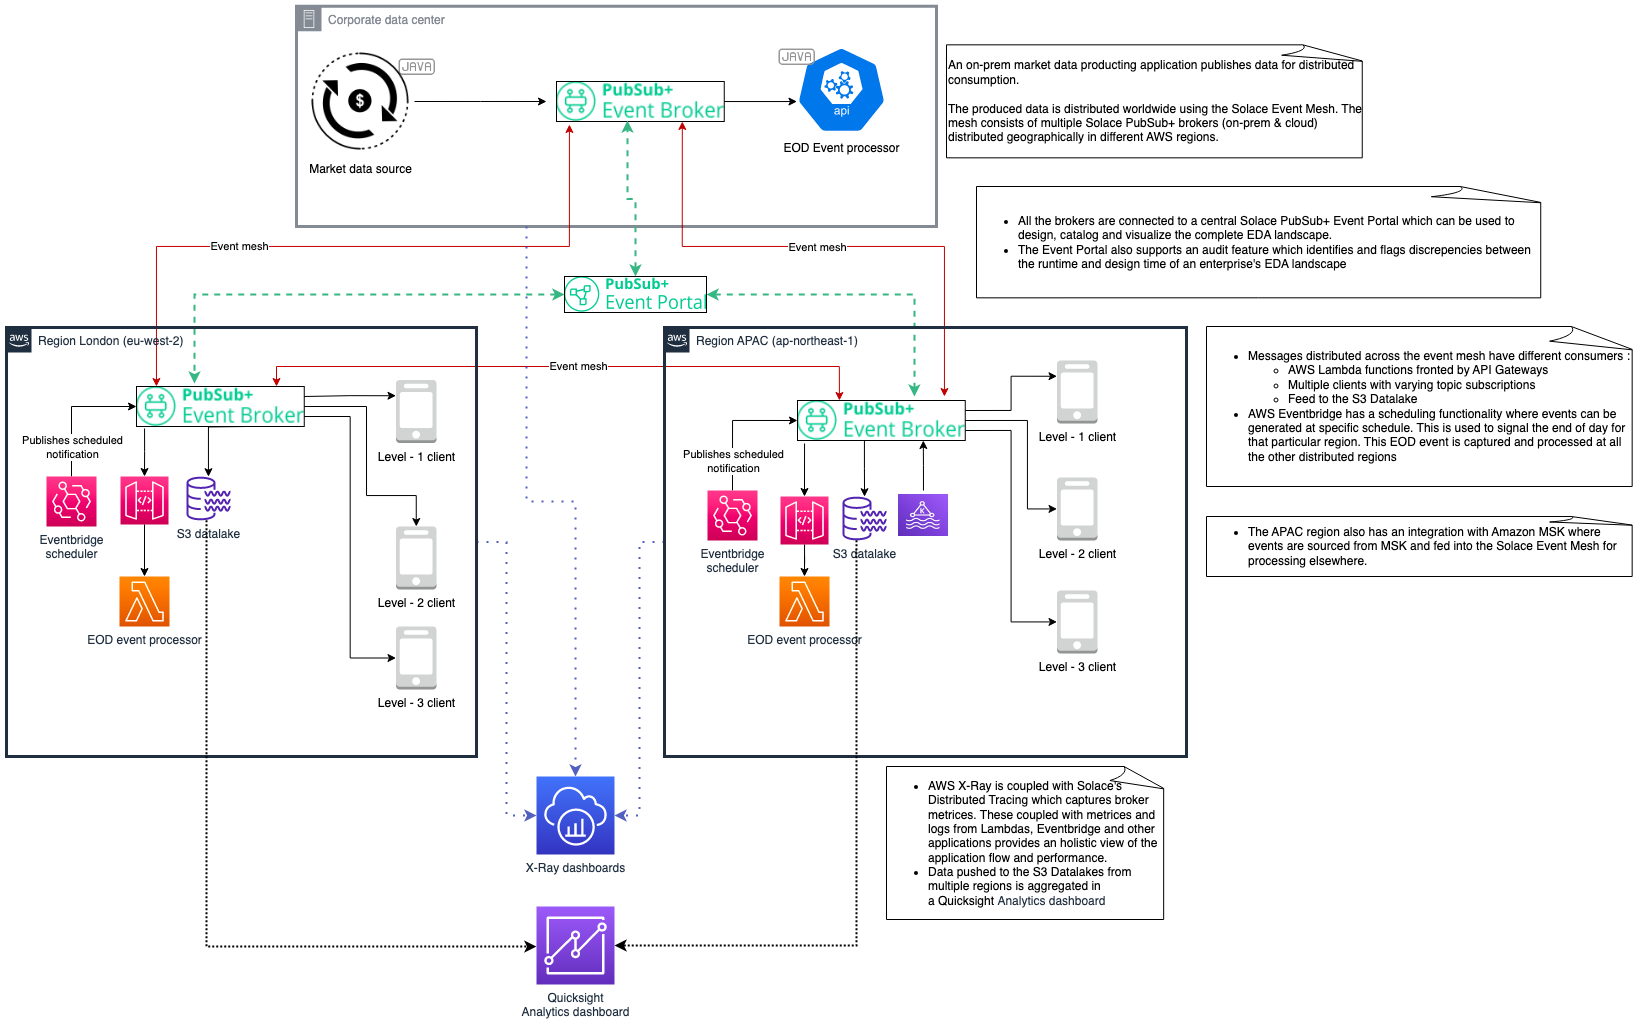 Corporate data center
JAVA
JAVA
$
PubSub+
Event Broker
api
Market data source
EOD Event processor
An on-prem market data producting application publishes data for distributed
consumption.
The produced data is distributed worldwide using the Solace Event Mesh. The
mesh consists of multiple Solace PubSub+ brokers (on-prem & cloud)
distributed geographically in different AWS regions.
All the brokers are connected to a central Solace PubSub+ Event Portal which can be used to
design, catalog and visualize the complete EDA landscape.
The Event Portal also supports an audit feature which identifies and flags discrepencies between
the runtime and design time of an enterprise's EDA landscape
Event mesh
Event mesh
PubSub+
Event Portal
aws
Region London (eu-west-2)
Event mesh
PubSub+
Event Broker
Publishes scheduled
notification
Eventbridge
scheduler
</>
S3 datalake
EOD event processor
Level - 1 client
Level - 2 client
Level - 3 client
aws
Region APAC (ap-northeast-1)
PubSub+
Event Broker
Publishes scheduled
notification
Eventbridge
scheduler
</>
S3 datalake
K
EOD event processor
Level - 1 client
Level - 2 client
Level - 3 client
Messages distributed across the event mesh have different consumers :
AWS Lambda functions fronted by API Gateways
Multiple clients with varying topic subscriptions
Feed to the S3 Datalake
AWS Eventbridge has a scheduling functionality where events can be
generated at specific schedule. This is used to signal the end of day for
that particular region. This EOD event is captured and processed at all
the other distributed regions
The APAC region also has an integration with Amazon MSK where
events are sourced from MSK and fed into the Solace Event Mesh for
processing elsewhere.
AWS X-Ray is coupled with Solace's
Distributed Tracing which captures broker
metrices. These coupled with metrices and
logs from Lambdas, Eventbridge and other
applications provides an holistic view of the
application flow and performance.
Data pushed to the S3 Datalakes from
multiple regions is aggregated in
a Quicksight Analytics dashboard
X-Ray dashboards
Quicksight
Analytics dashboard